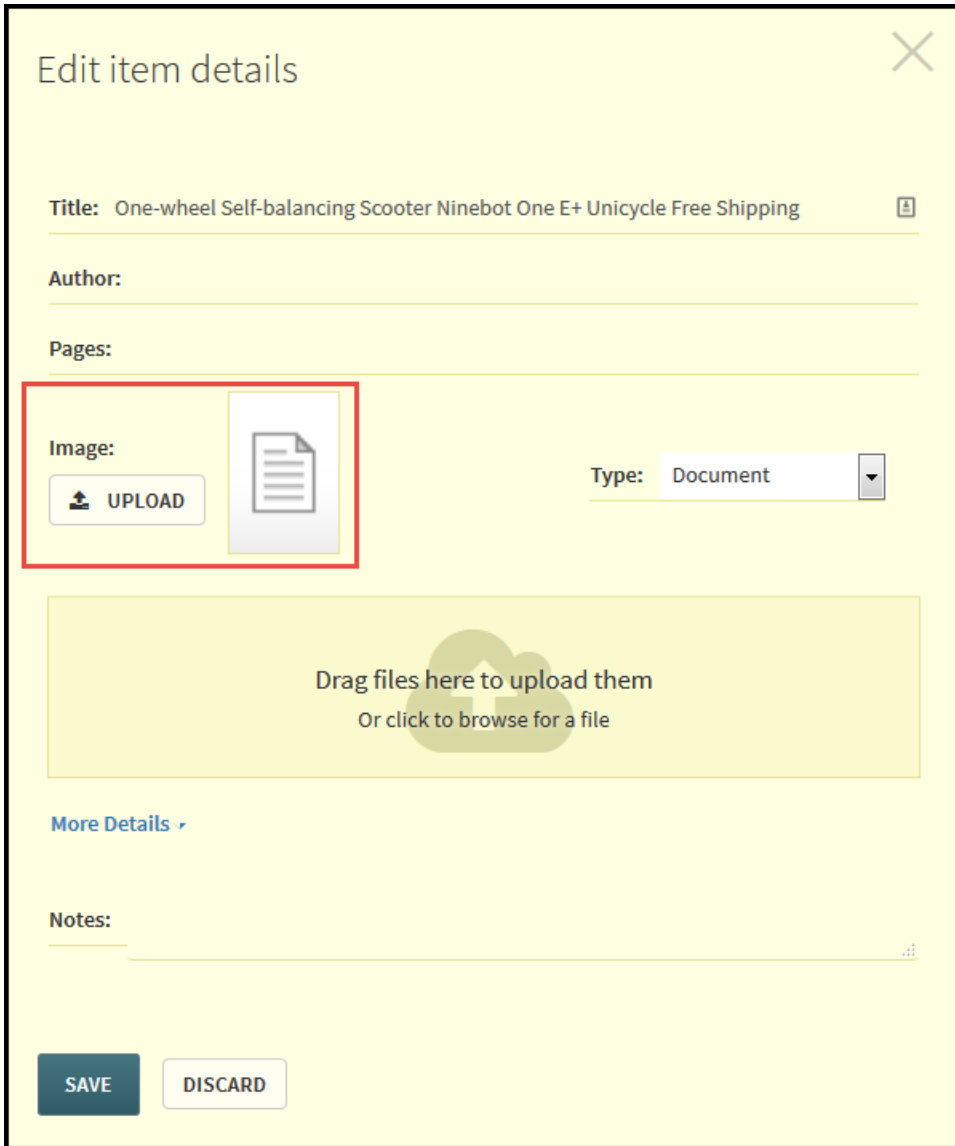 Edit item details
Title: One-wheel Self-balancing Scooter Ninebot One E+ Unicycle Free Shipping
Author:
Pages:
Image:
UPLOAD
Type: Document
Drag files here to upload them
Or click to browse for a file
More Details
Notes:
SAVE DISCARD